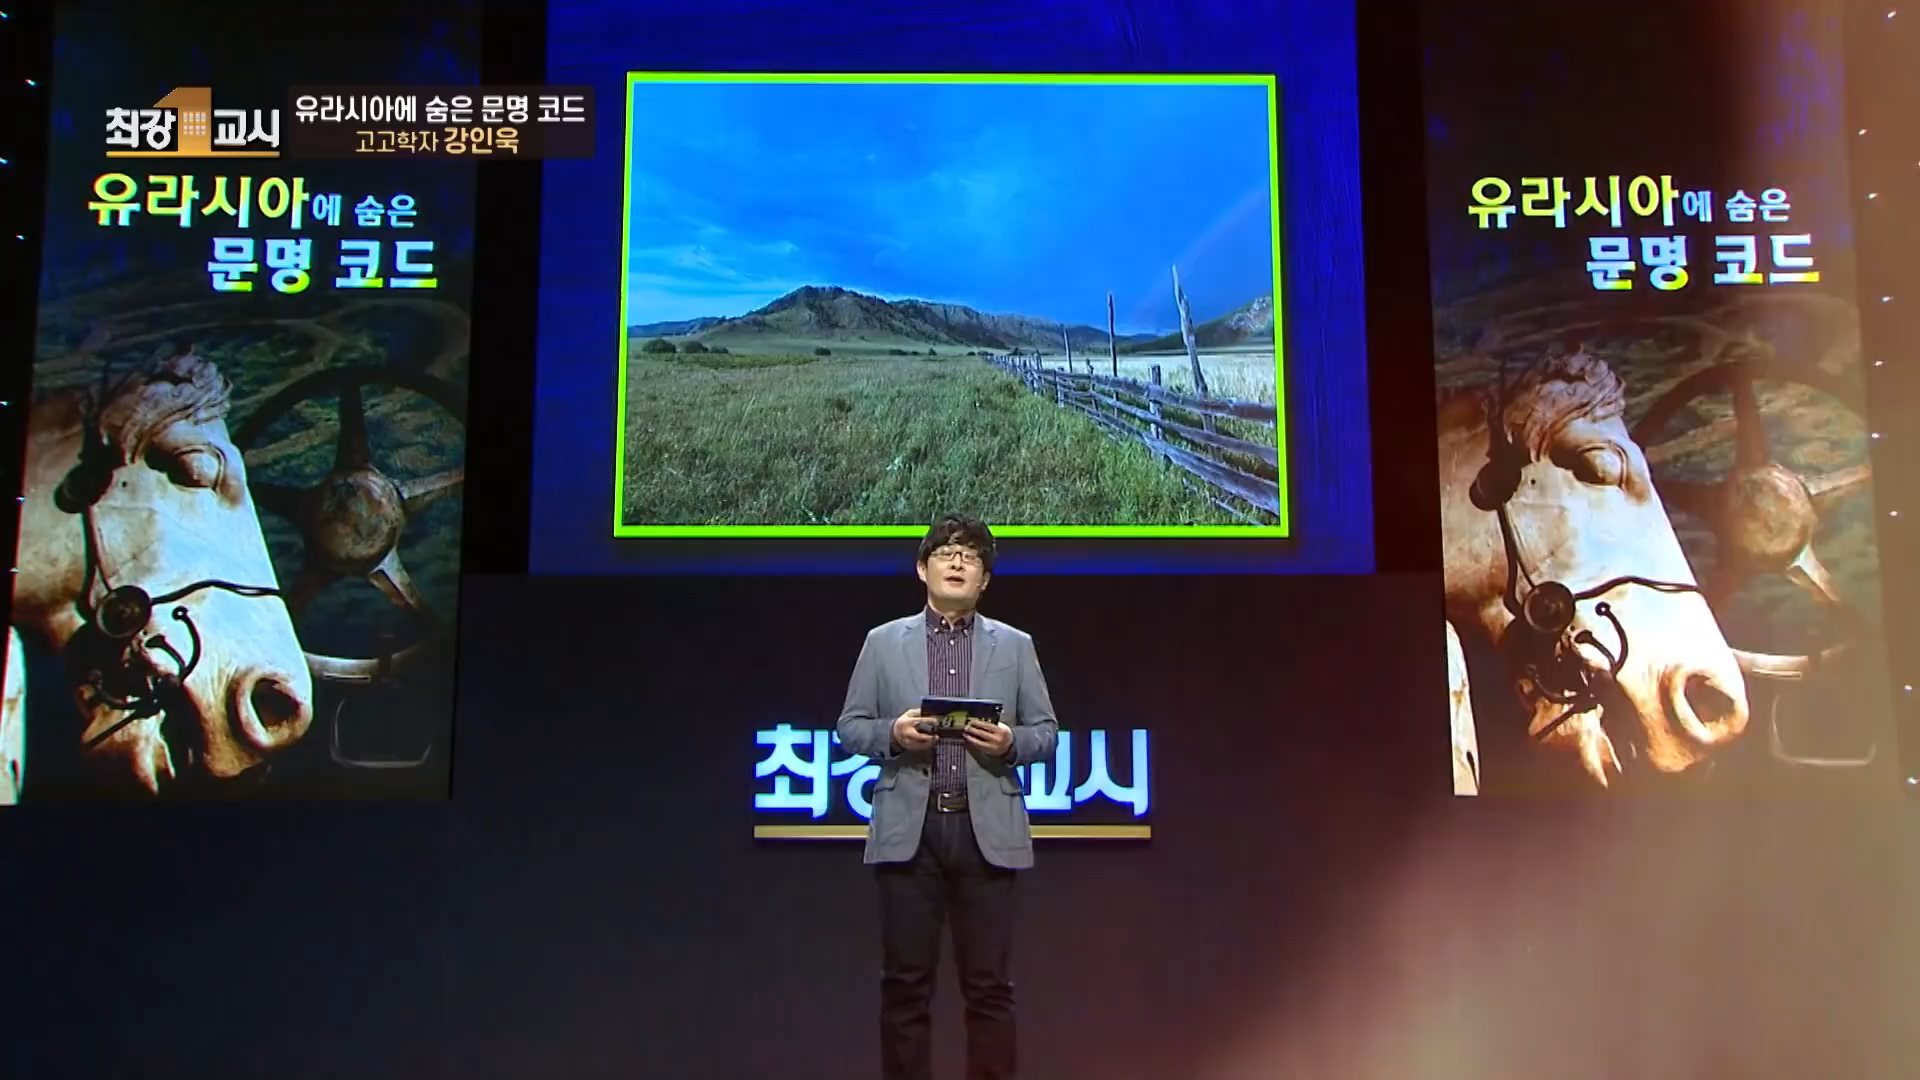 최강1교시
유라시아에 숨은 문명 코드
고고학자 강인욱
유라시아에 숨은
문명 코드
유라시아에 숨은
문명 코드
최강 교시